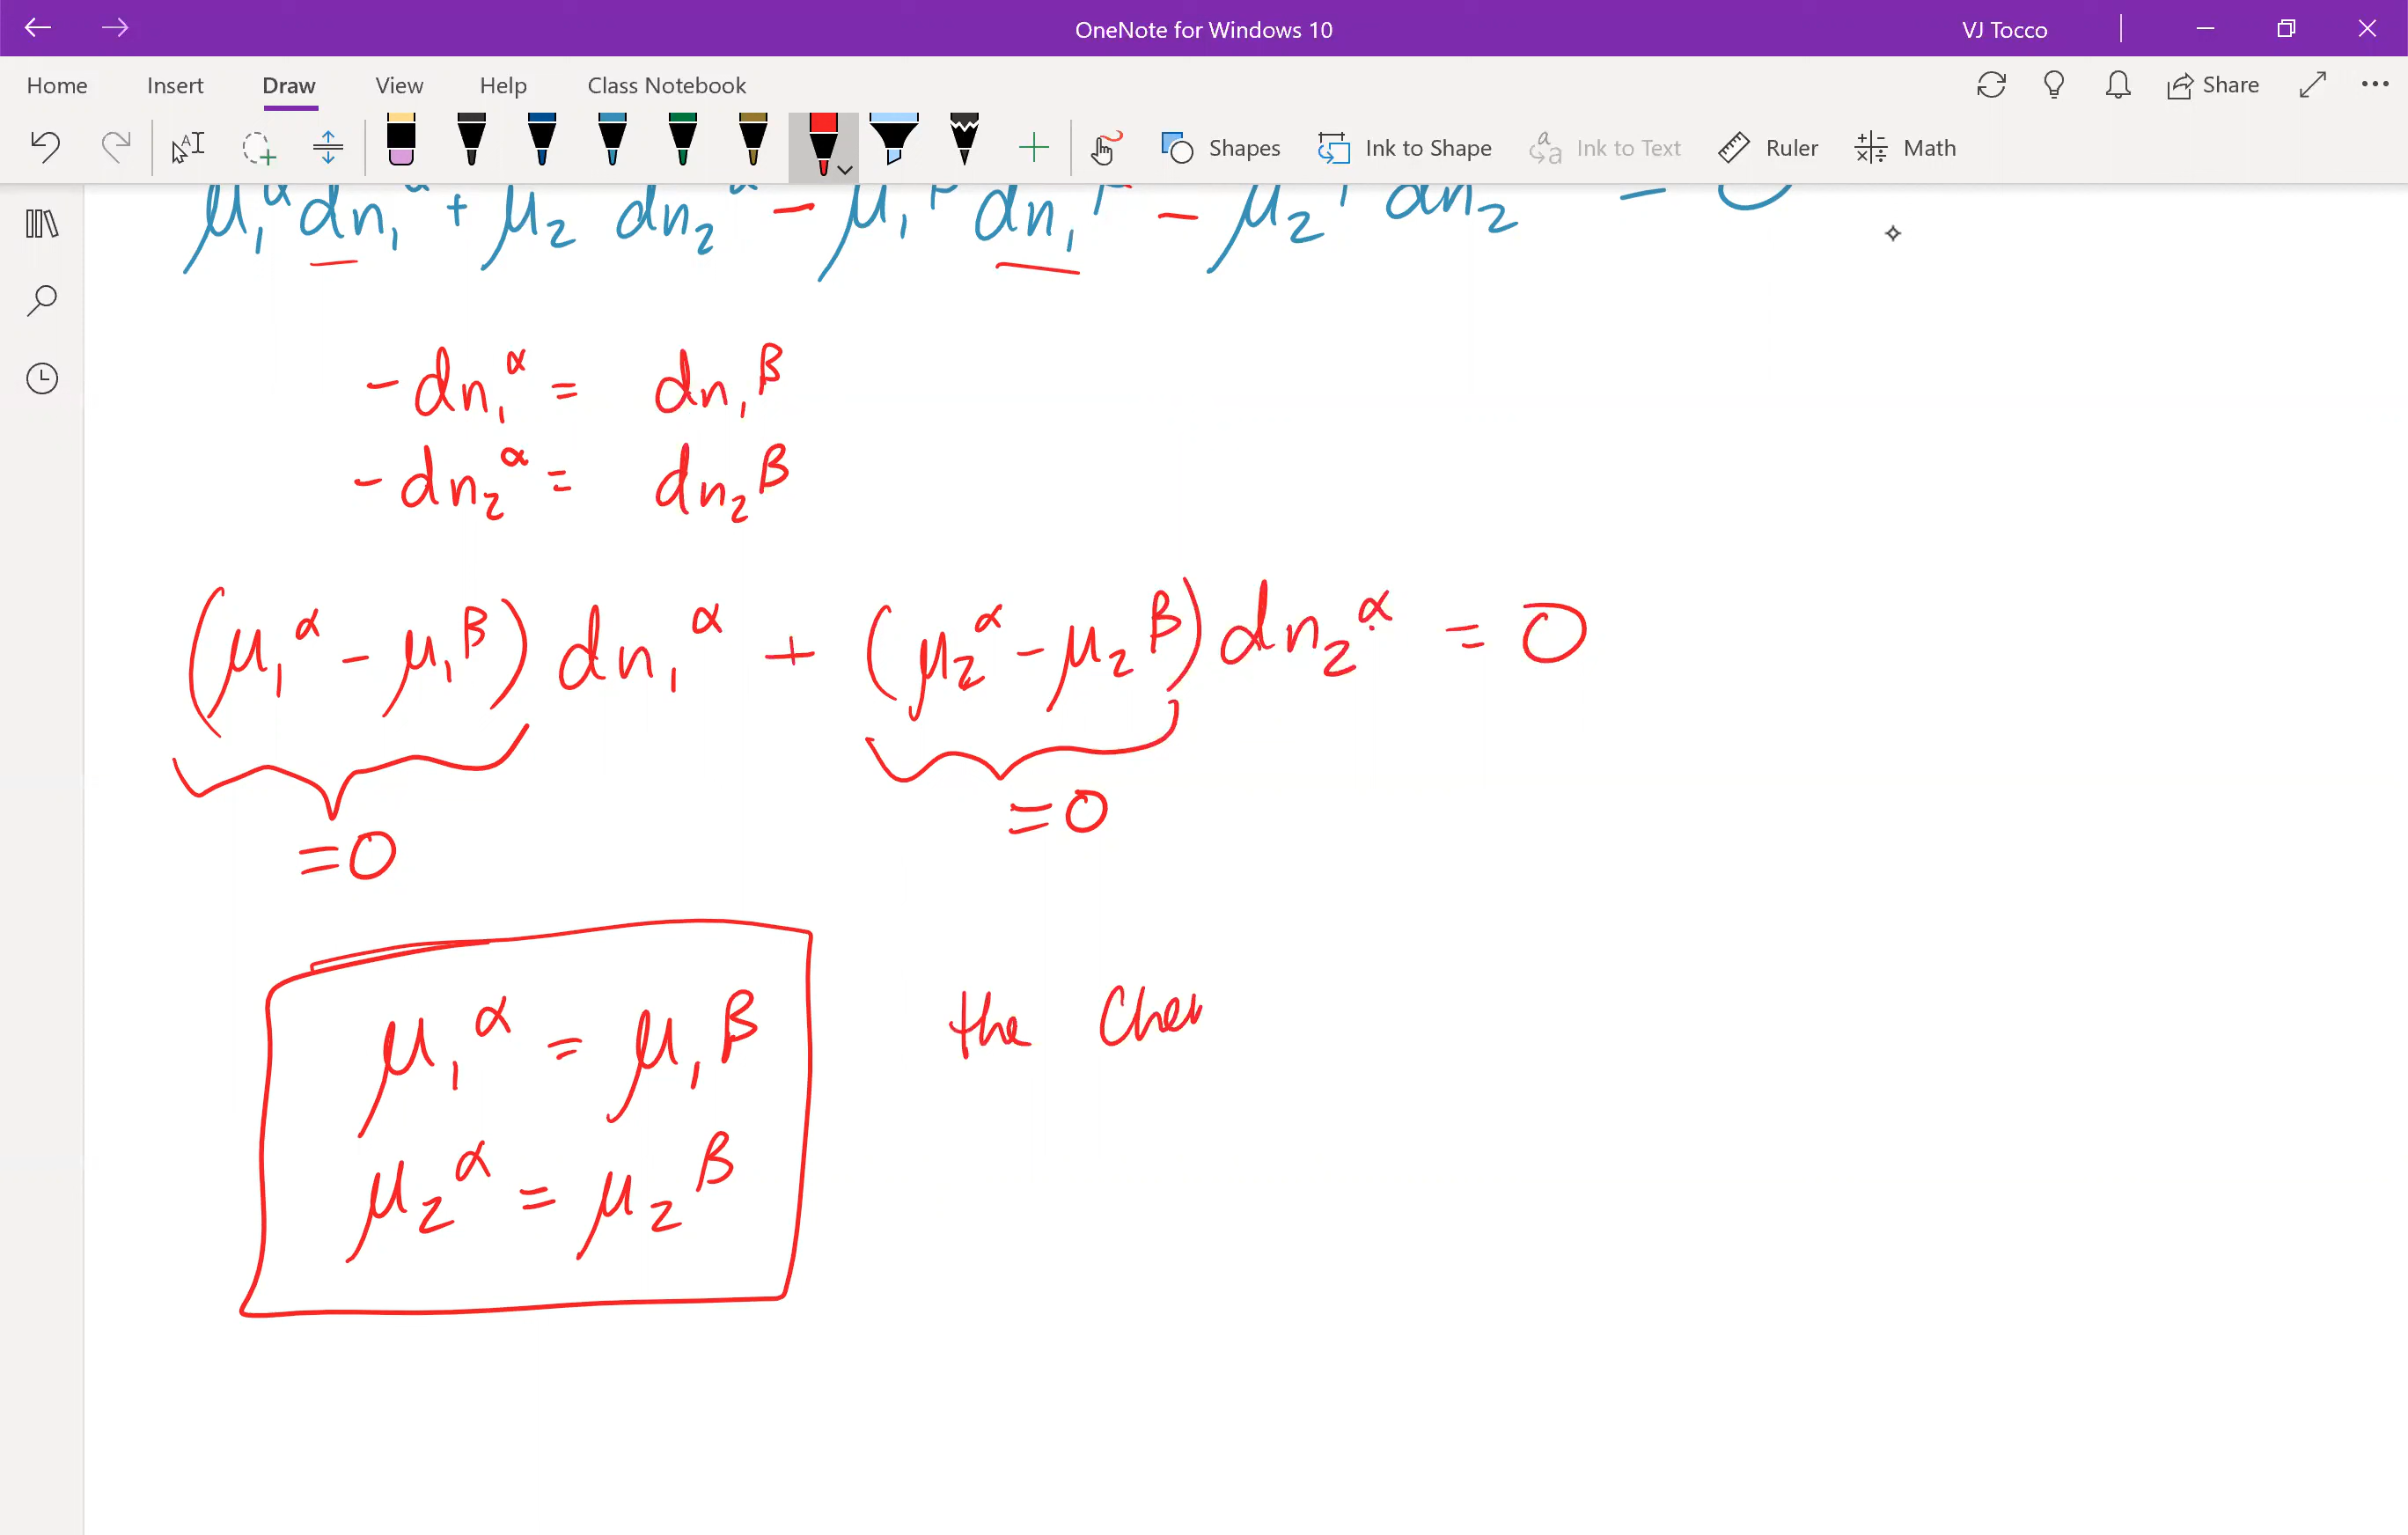 OneNote for Windows 10 VJ Tocco
Home Insert Draw View Help Class Notebook Share
Shapes Ink to Shape Ink to Text Ruler Math
μ₁^α dn₁^α + μ₂ dn₂^α − μ₁^β dn₁^β − μ₂ dn₂ = 0
−dn₁^α = dn₁^β
−dn₂^α = dn₂^β
(μ₁^α − μ₁^β) dn₁^α + (μ₂^α − μ₂^β) dn₂^α = 0
=0
=0
μ₁^α = μ₁^β the Chem
μ₂^α = μ₂^β